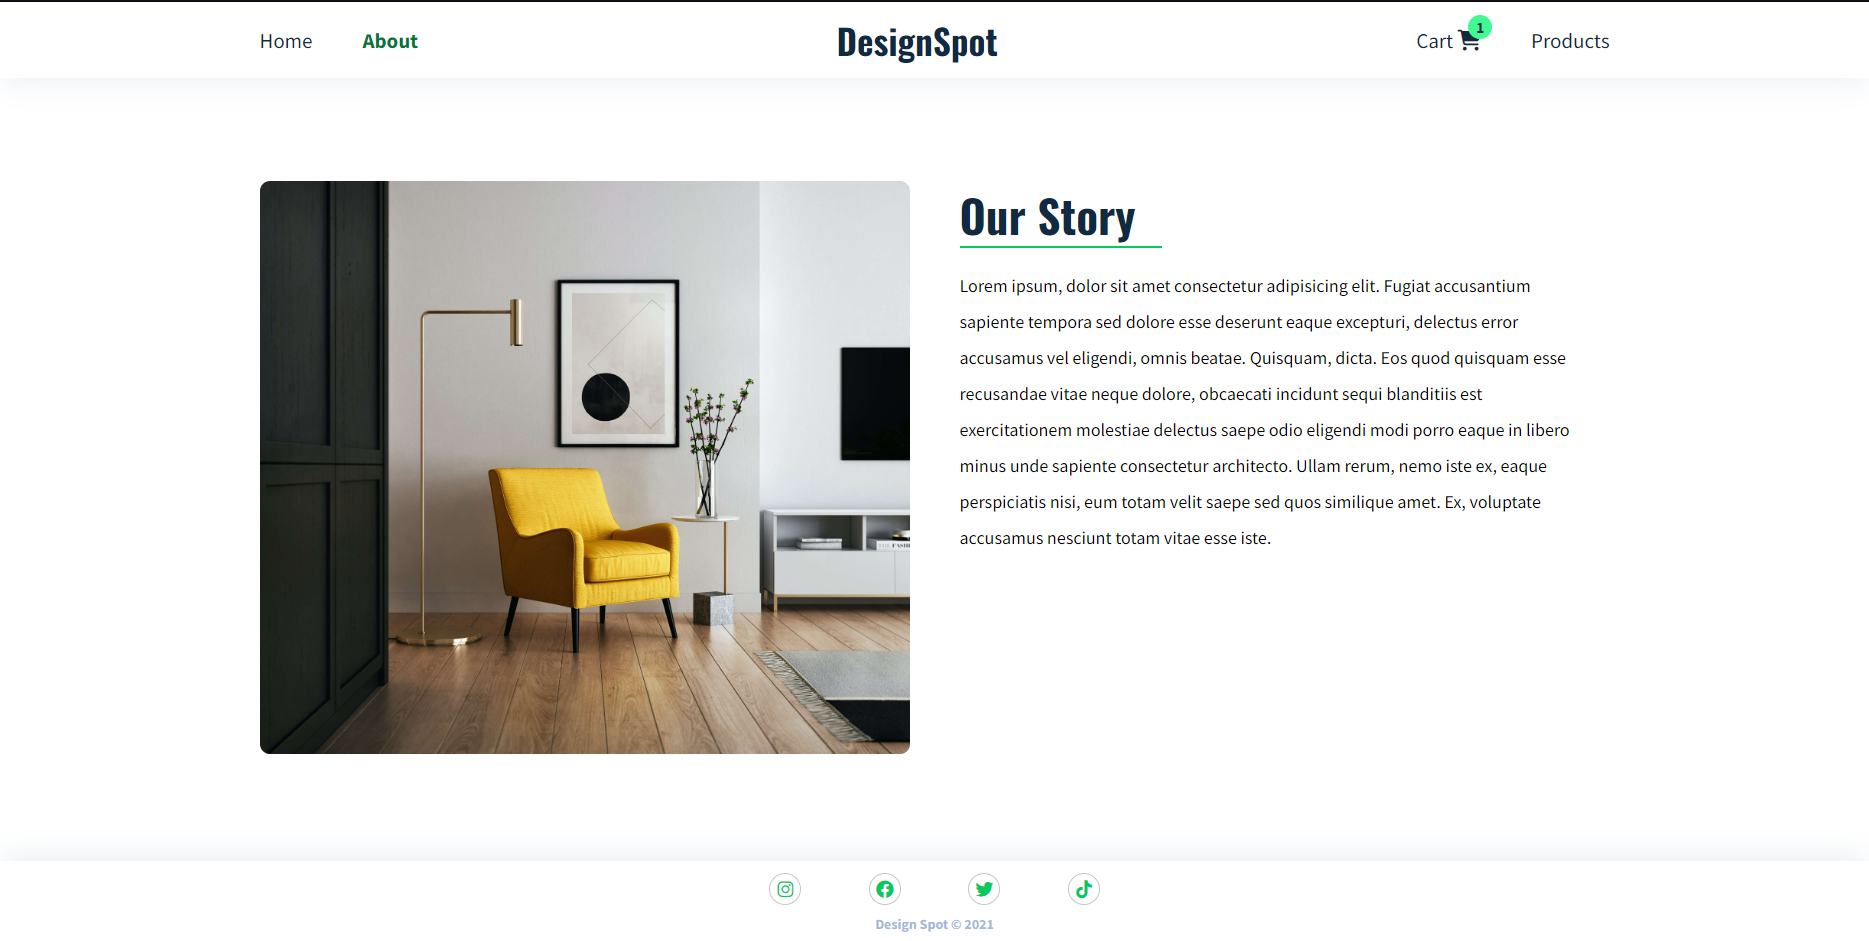 Home
About
DesignSpot
Cart
1
Products
Our Story
Lorem ipsum, dolor sit amet consectetur adipisicing elit. Fugiat accusantium
sapiente tempora sed dolore esse deserunt eaque excepturi, delectus error
accusamus vel eligendi, omnis beatae. Quisquam, dicta. Eos quod quisquam esse
recusandae vitae neque dolore, obcaecati incidunt sequi blanditiis est
exercitationem molestiae delectus saepe odio eligendi modi porro eaque in libero
minus unde sapiente consectetur architecto. Ullam rerum, nemo iste ex, eaque
perspiciatis nisi, eum totam velit saepe sed quos similique amet. Ex, voluptate
accusamus nesciunt totam vitae esse iste.
Design Spot © 2021